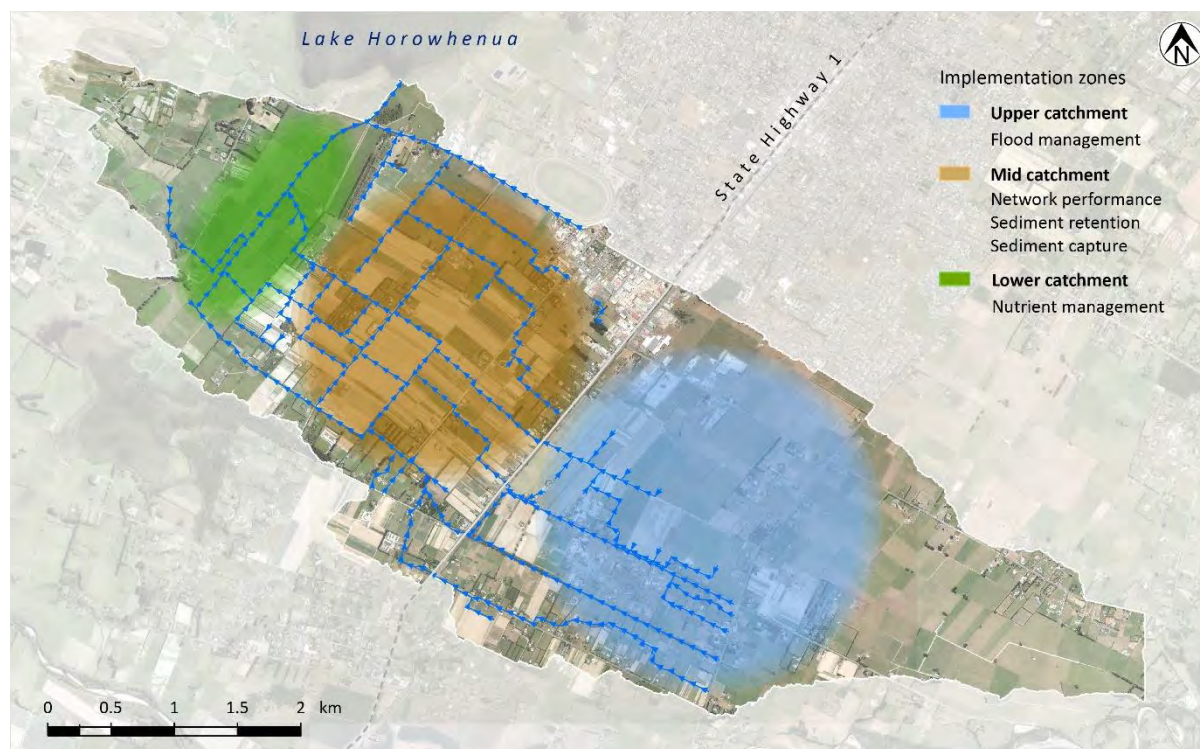 Lake Horowhenua
State Highway 1
N
Implementation zones
Upper catchment
Flood management
Mid catchment
Network performance
Sediment retention
Sediment capture
Lower catchment
Nutrient management
0 0.5 1 1.5 2 km